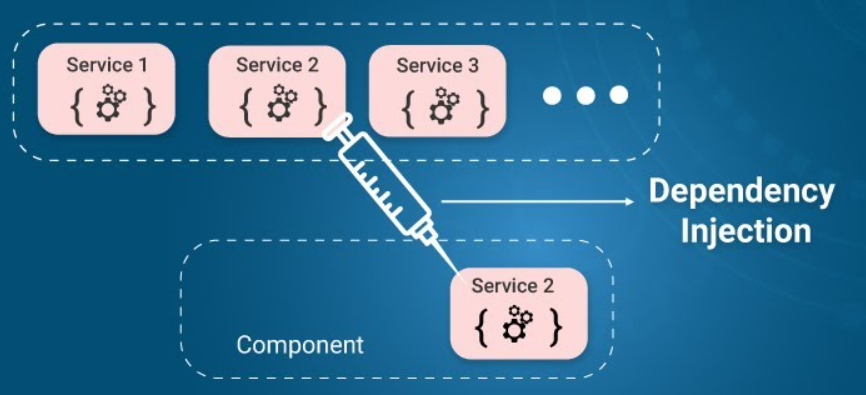 Service 1
Service 2
Service 3
Dependency
Injection
Service 2
Component